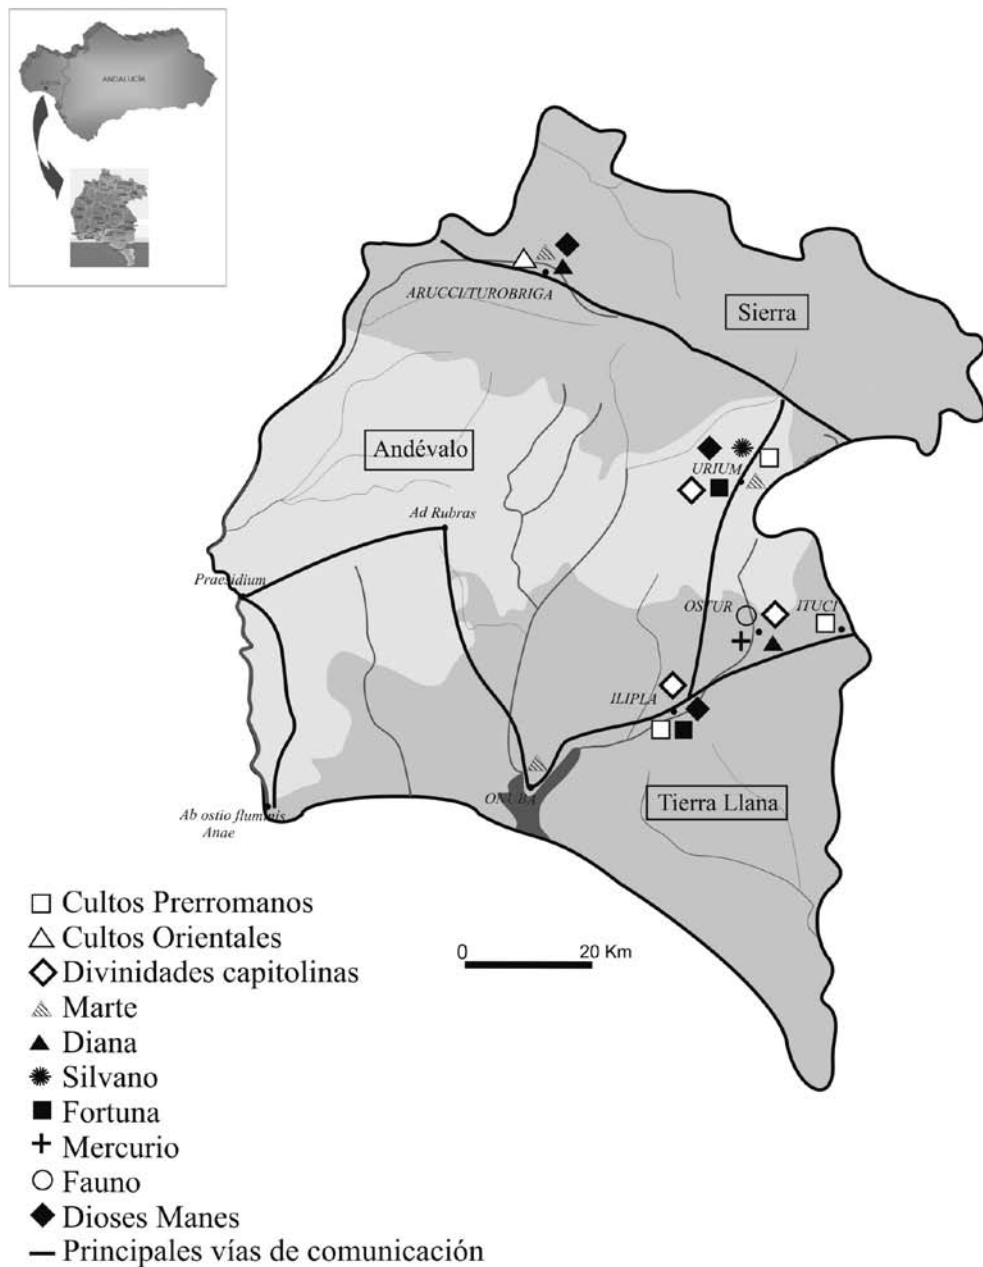 ANDALUCÍA
ARUCCI/TUROBRIGA
Sierra
Andévalo
URIUM
Ad Rubras
Praesidium
OSTUR
ITUCI
ILIPLA
ONUBA
Tierra Llana
Ab ostio fluminis
Anae
0 20 Km
Cultos Prerromanos
Cultos Orientales
Divinidades capitolinas
Marte
Diana
Silvano
Fortuna
Mercurio
Fauno
Dioses Manes
Principales vías de comunicación